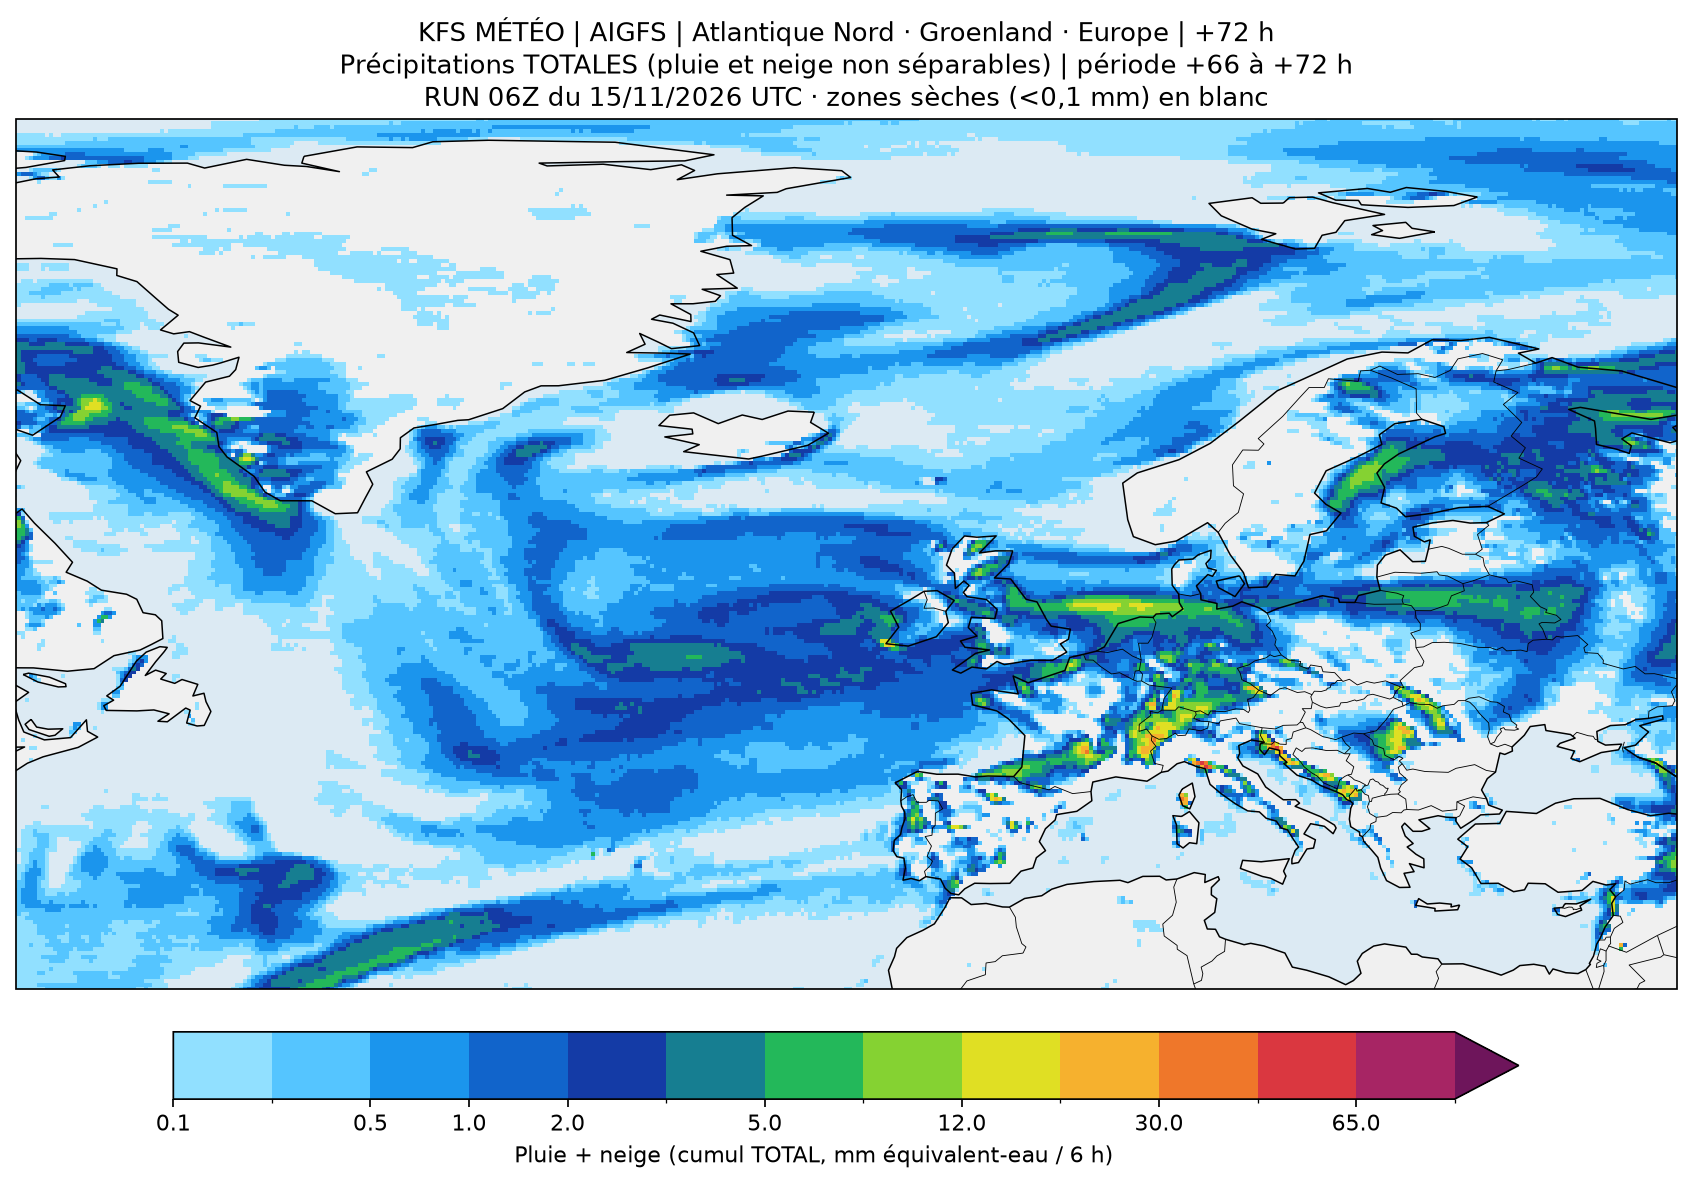 KFS MÉTÉO | AIGFS | Atlantique Nord · Groenland · Europe | +72 h
Précipitations TOTALES (pluie et neige non séparables) | période +66 à +72 h
RUN 06Z du 15/11/2026 UTC · zones sèches (<0,1 mm) en blanc
0.1 0.5 1.0 2.0 5.0 12.0 30.0 65.0
Pluie + neige (cumul TOTAL, mm équivalent-eau / 6 h)